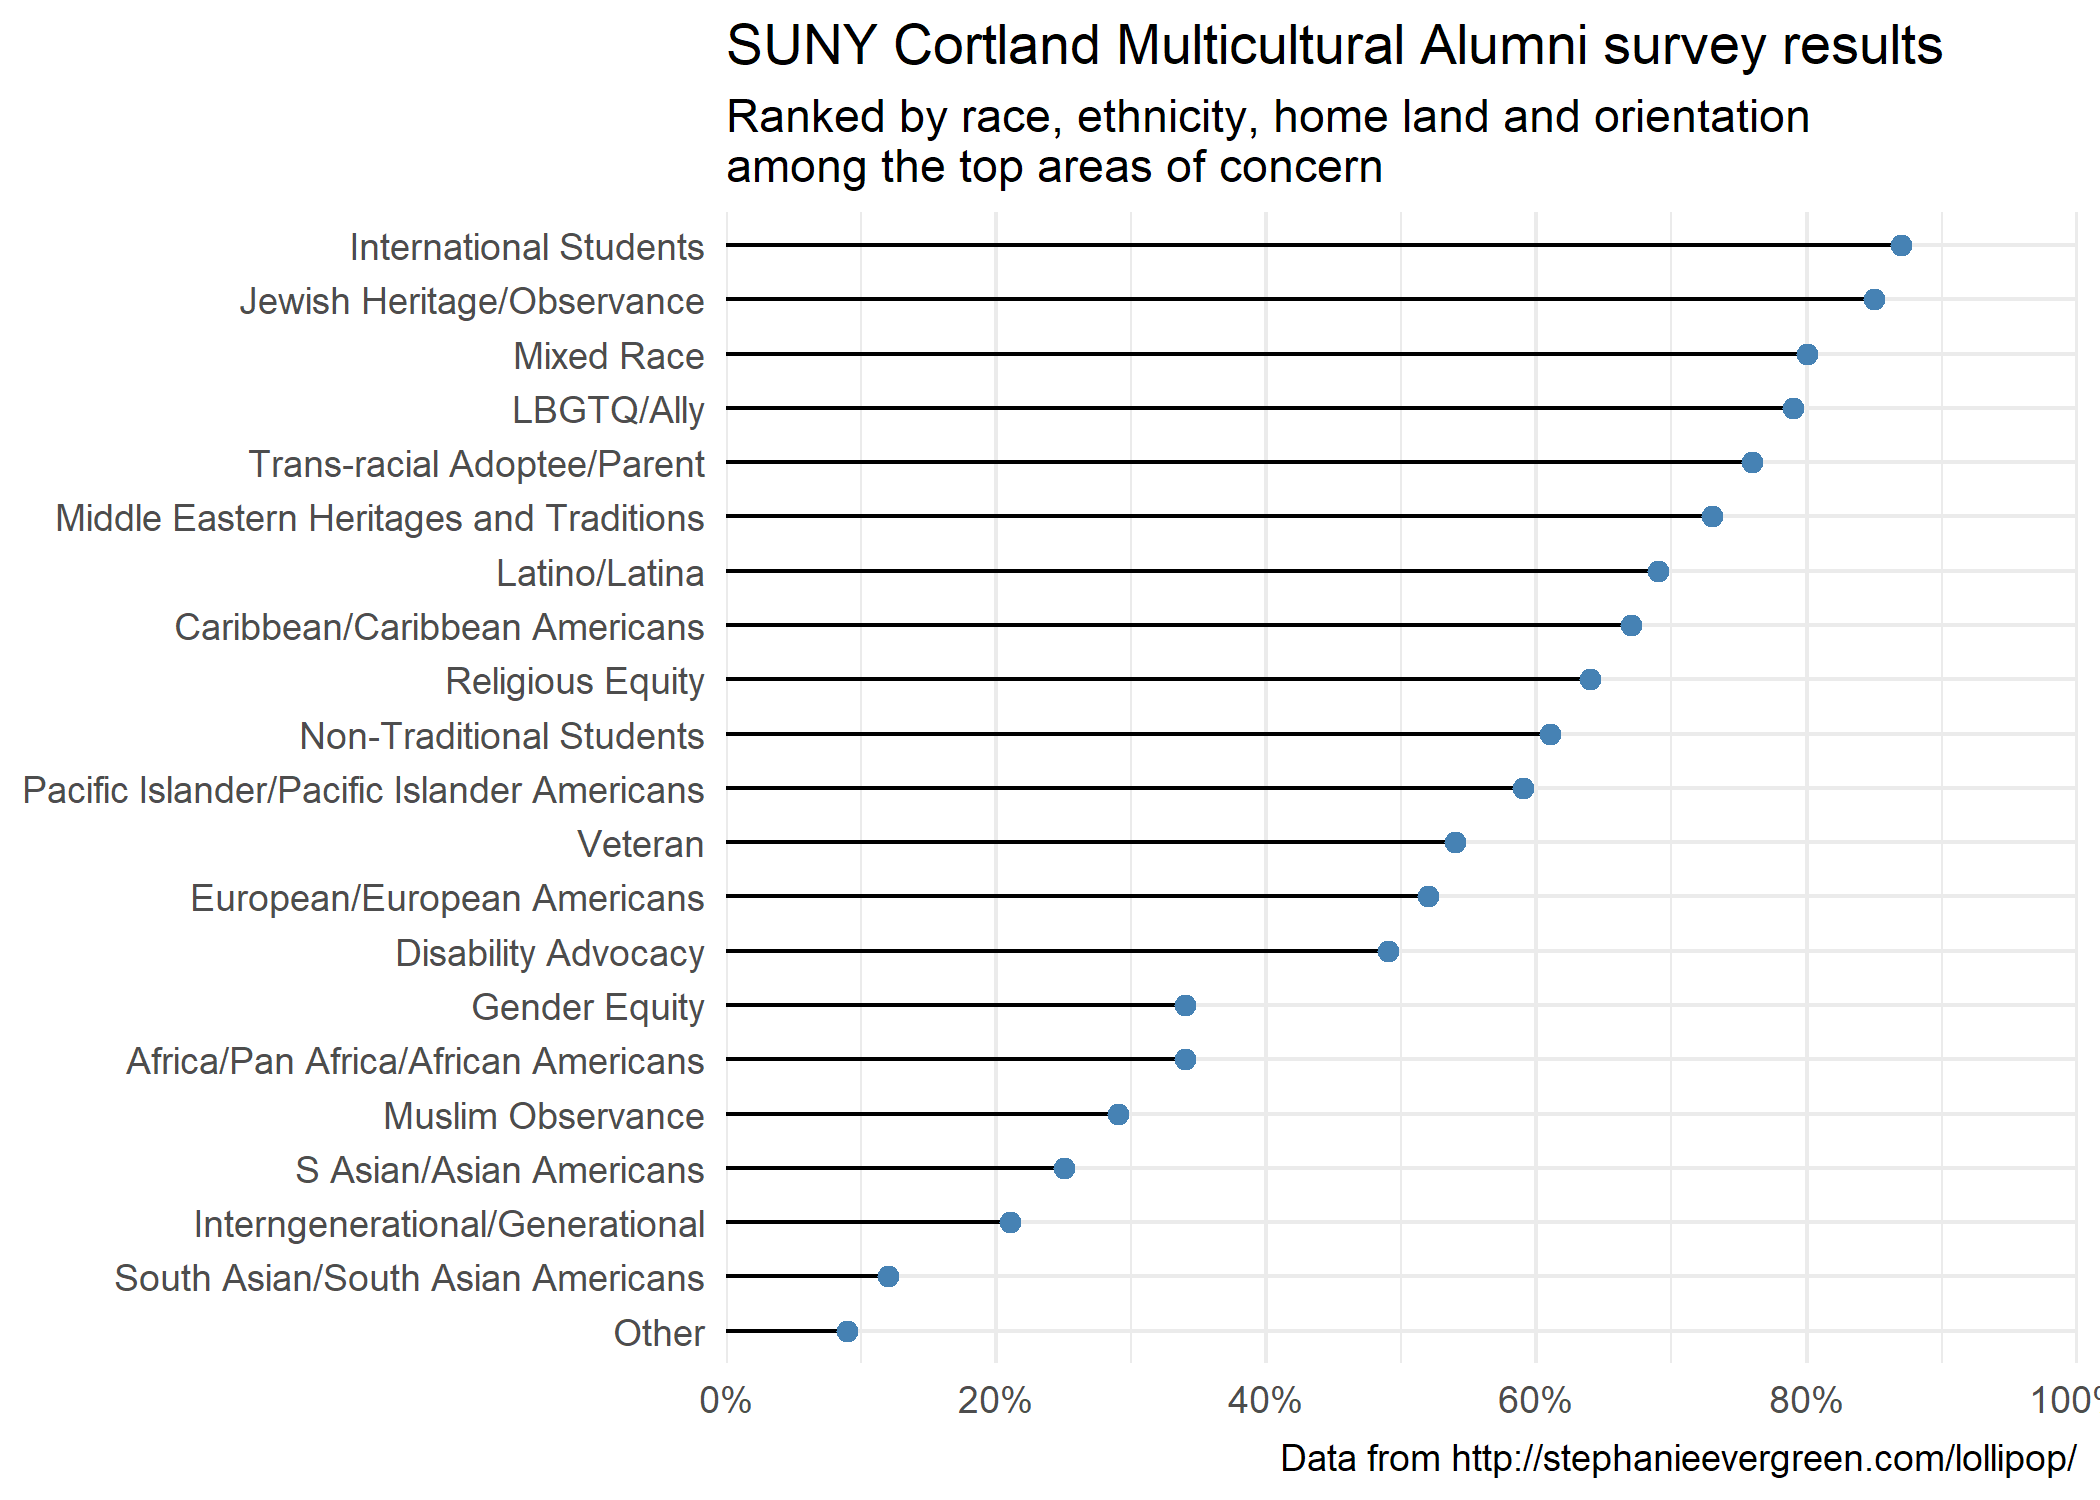 SUNY Cortland Multicultural Alumni survey results
Ranked by race, ethnicity, home land and orientation
among the top areas of concern
International Students
Jewish Heritage/Observance
Mixed Race
LBGTQ/Ally
Trans-racial Adoptee/Parent
Middle Eastern Heritages and Traditions
Latino/Latina
Caribbean/Caribbean Americans
Religious Equity
Non-Traditional Students
Pacific Islander/Pacific Islander Americans
Veteran
European/European Americans
Disability Advocacy
Gender Equity
Africa/Pan Africa/African Americans
Muslim Observance
S Asian/Asian Americans
Interngenerational/Generational
South Asian/South Asian Americans
Other
0% 20% 40% 60% 80% 100%
Data from http://stephanieevergreen.com/lollipop/